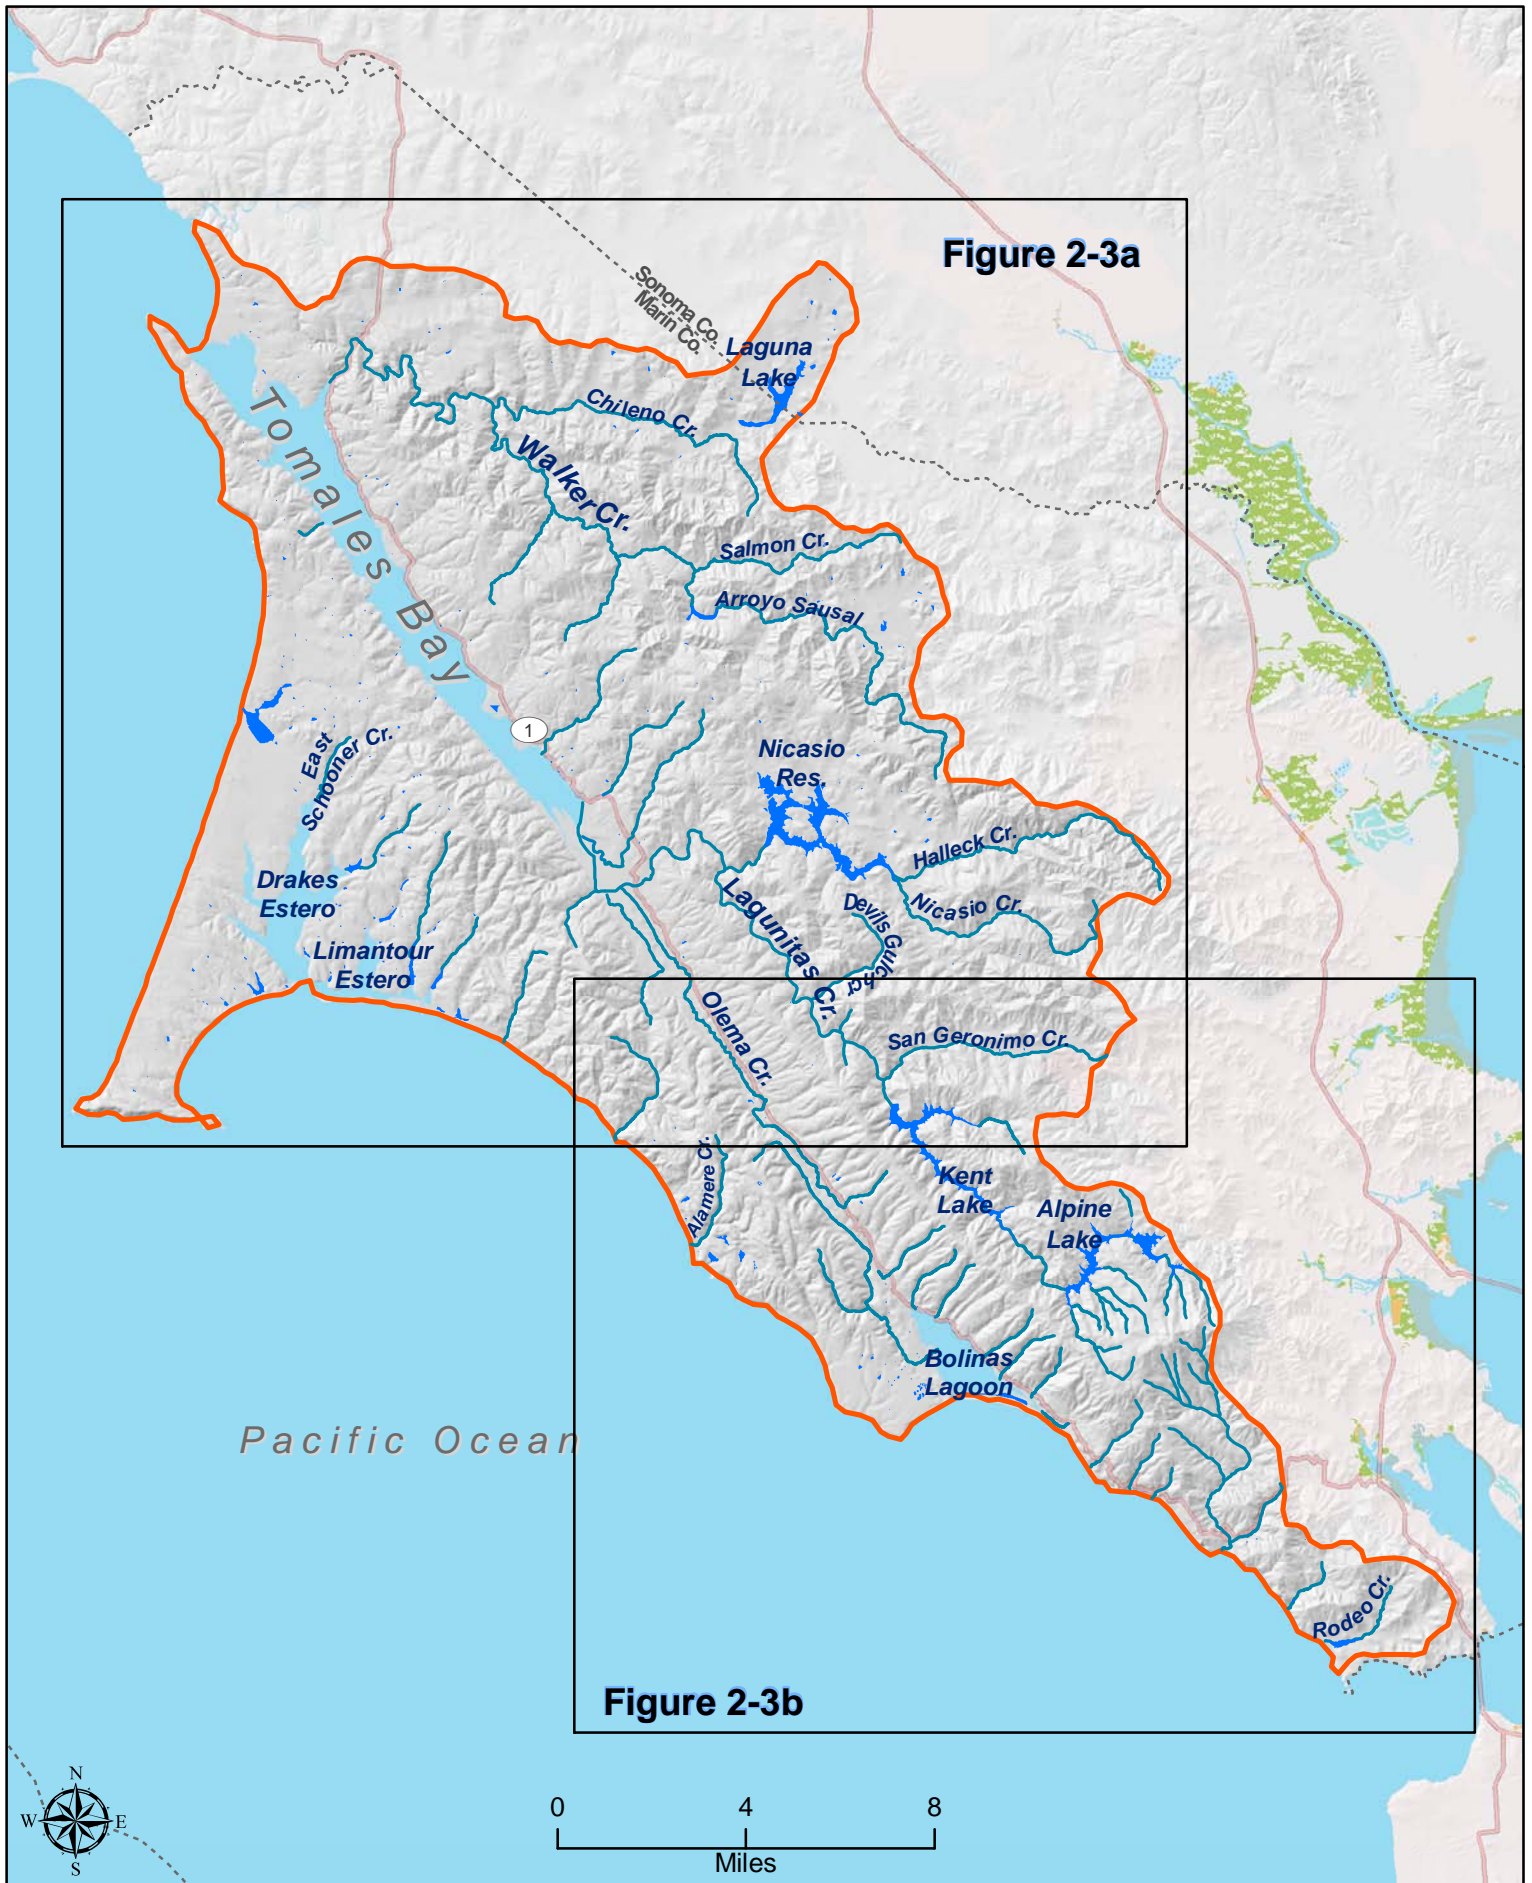 Figure 2-3a
Sonoma Co.
Marin Co.
Laguna
Lake
Chileno Cr.
Tomales Bay
Walker Cr.
Salmon Cr.
Arroyo Sausal
1
Nicasio
Res.
East
Schooner Cr.
Halleck Cr.
Drakes
Estero
Lagunitas Cr.
Devils Gulchcr
Nicasio Cr.
Limantour
Estero
Olema Cr.
San Geronimo Cr.
Alamere Cr.
Kent
Lake
Alpine
Lake
Bolinas
Lagoon
Pacific Ocean
Rodeo Cr.
Figure 2-3b
N
W
E
S
0 4 8
Miles